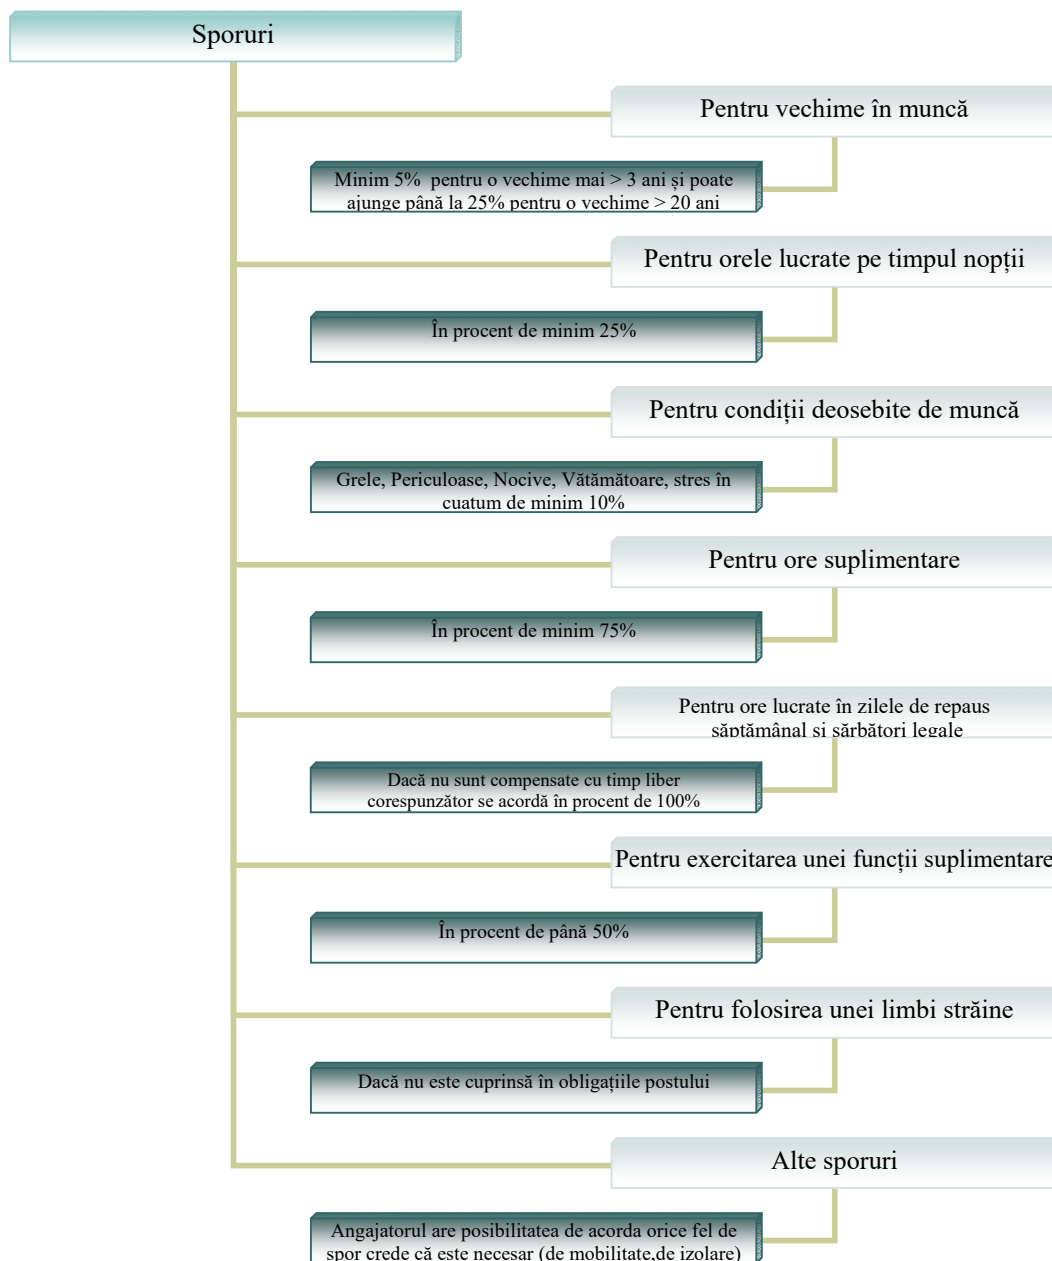 Sporuri
Pentru vechime în muncă
Minim 5% pentru o vechime mai > 3 ani și poate
ajunge până la 25% pentru o vechime > 20 ani
Pentru orele lucrate pe timpul nopții
În procent de minim 25%
Pentru condiții deosebite de muncă
Grele, Periculoase, Nocive, Vătămătoare, stres în
cuatum de minim 10%
Pentru ore suplimentare
În procent de minim 75%
Pentru ore lucrate în zilele de repaus
săptămânal și sărbători legale
Dacă nu sunt compensate cu timp liber
corespunzător se acordă în procent de 100%
Pentru exercitarea unei funcții suplimentare
În procent de până 50%
Pentru folosirea unei limbi străine
Dacă nu este cuprinsă în obligațiile postului
Alte sporuri
Angajatorul are posibilitatea de acorda orice fel de
spor crede că este necesar (de mobilitate,de izolare)